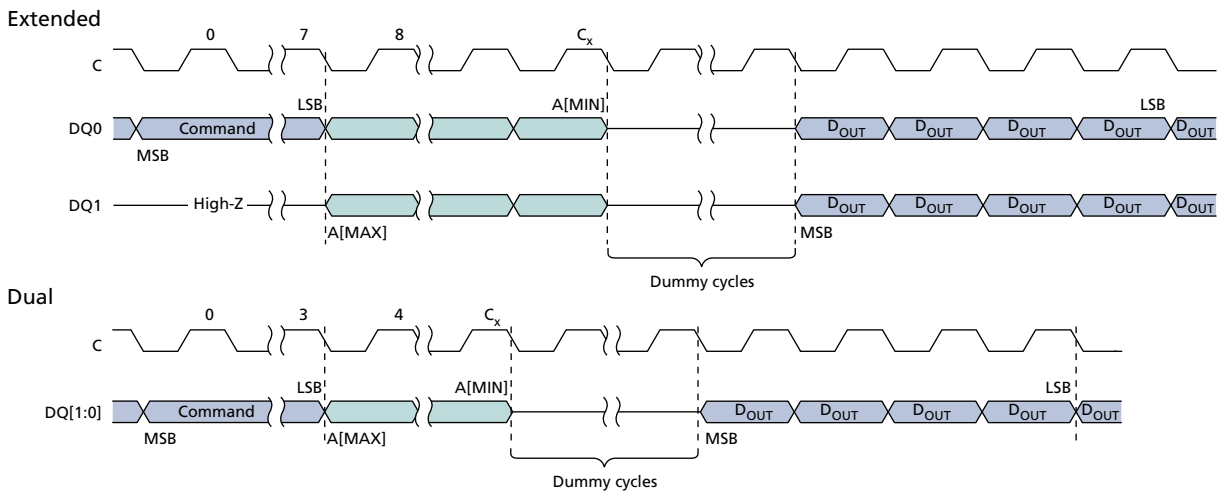 Extended
0 7 8 Cx
C
LSB A[MIN] LSB
DQ0 Command DOUT DOUT DOUT DOUT DOUT
MSB
DQ1 High-Z DOUT DOUT DOUT DOUT DOUT
A[MAX] MSB
Dummy cycles
Dual
0 3 4 Cx
C
LSB A[MIN] LSB
DQ[1:0] Command DOUT DOUT DOUT DOUT DOUT
MSB A[MAX] MSB
Dummy cycles